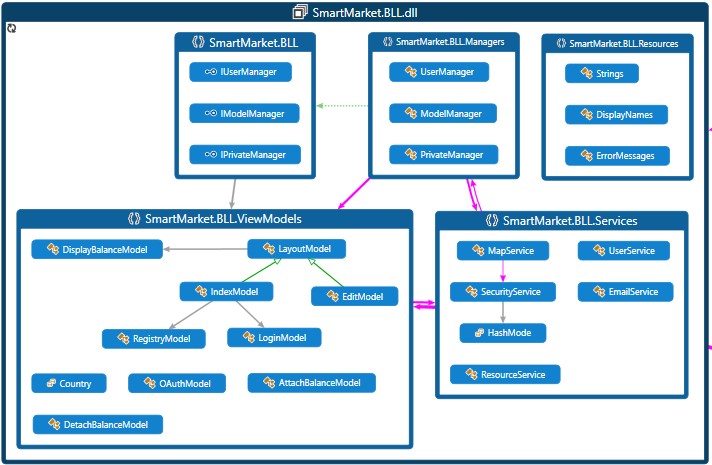 SmartMarket.BLL.dll
SmartMarket.BLL
IUserManager
IModelManager
IPrivateManager
SmartMarket.BLL.Managers
UserManager
ModelManager
PrivateManager
SmartMarket.BLL.Resources
Strings
DisplayNames
ErrorMessages
SmartMarket.BLL.ViewModels
DisplayBalanceModel
LayoutModel
IndexModel
EditModel
RegistryModel
LoginModel
Country
OAuthModel
AttachBalanceModel
DetachBalanceModel
SmartMarket.BLL.Services
MapService
UserService
SecurityService
EmailService
HashMode
ResourceService